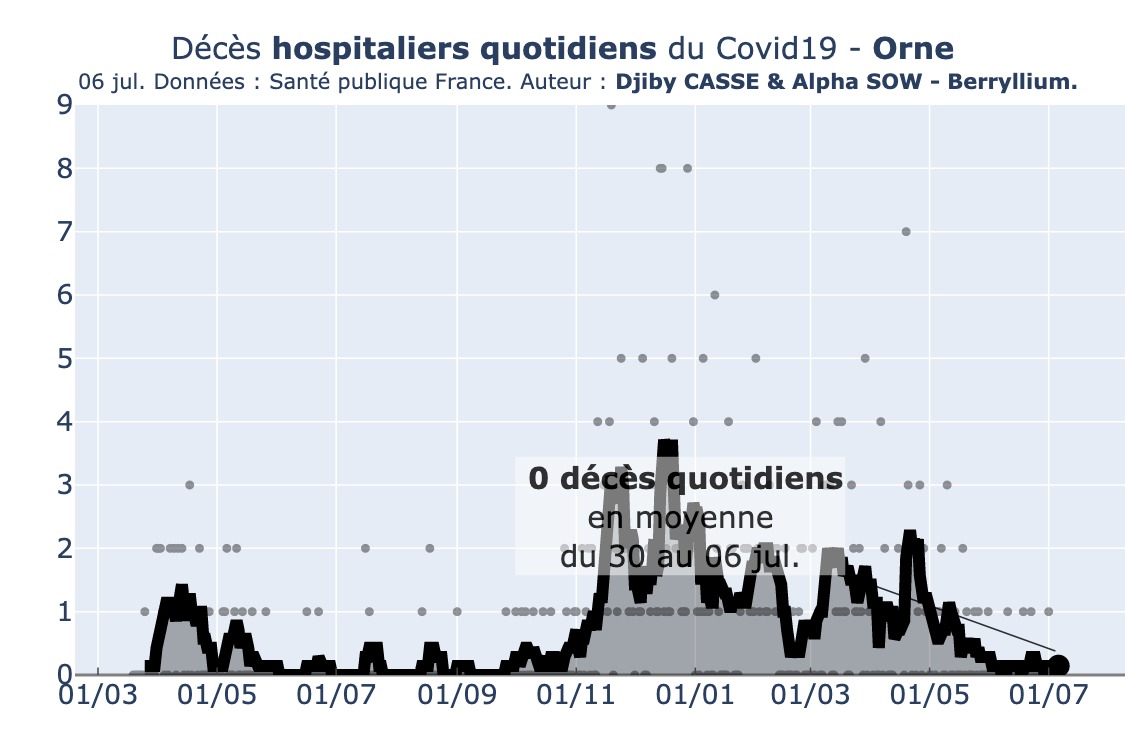 Décès hospitaliers quotidiens du Covid19 - Orne
06 jul. Données : Santé publique France. Auteur : Djiby CASSE & Alpha SOW - Berryllium.
9
8
7
6
5
4
3
2
1
0
0 décès quotidiens
en moyenne
du 30 au 06 jul.
01/03 01/05 01/07 01/09 01/11 01/01 01/03 01/05 01/07